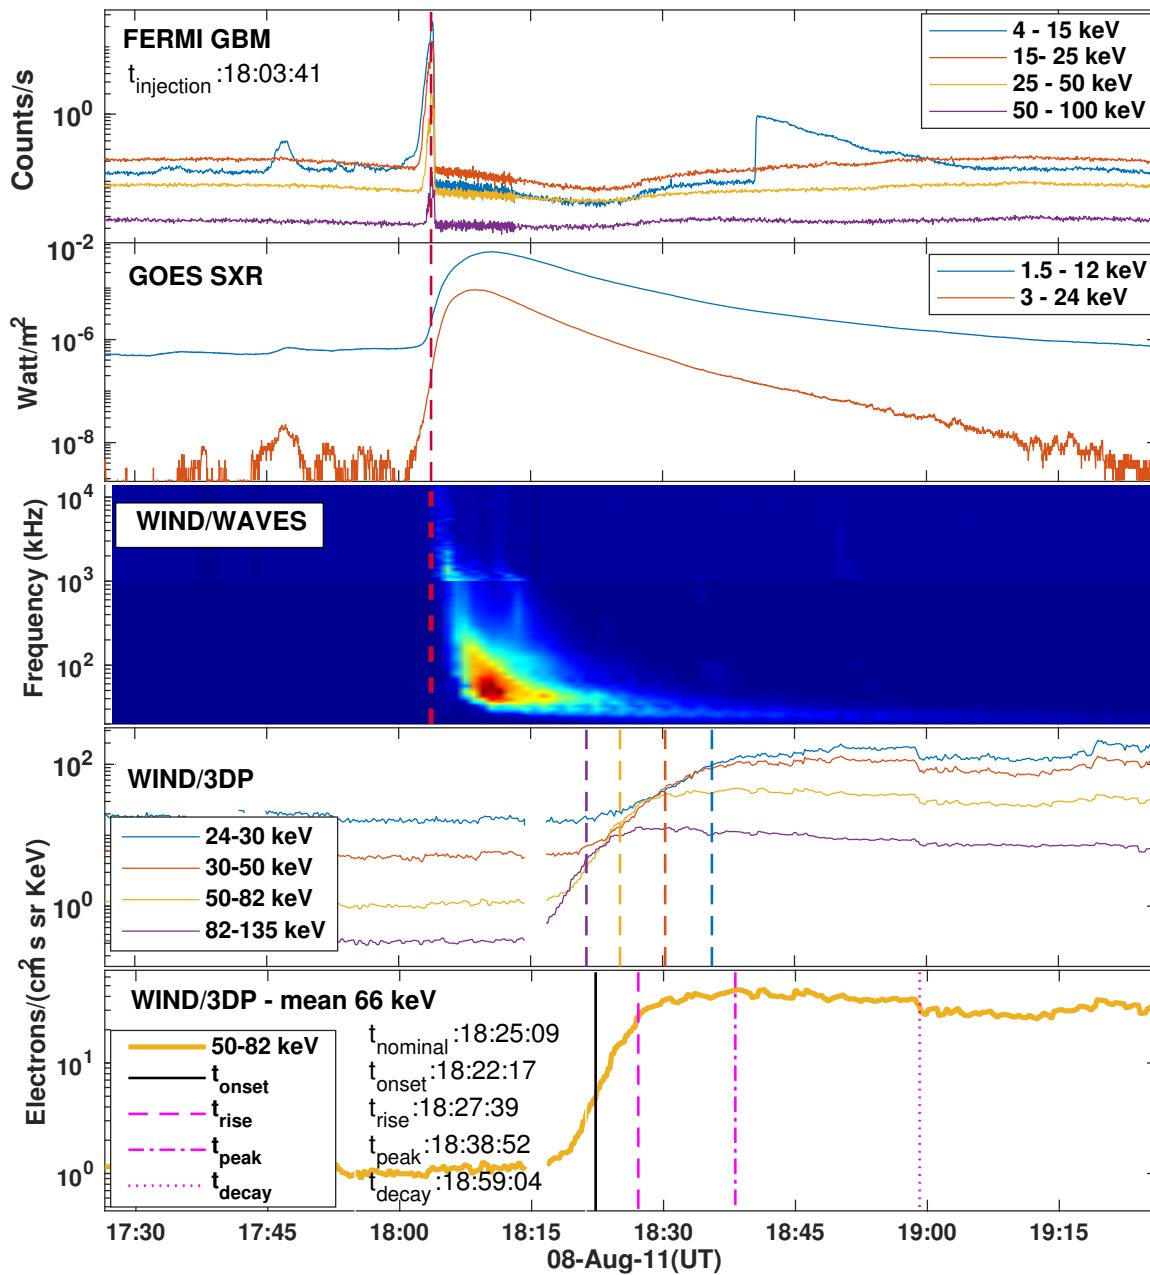 FERMI GBM
t_injection :18:03:41
4 - 15 keV
15- 25 keV
25 - 50 keV
50 - 100 keV
Counts/s
10^0
10^-2
GOES SXR
1.5 - 12 keV
3 - 24 keV
Watt/m^2
10^-4
10^-6
10^-8
WIND/WAVES
Frequency (kHz)
10^4
10^3
10^2
WIND/3DP
24-30 keV
30-50 keV
50-82 keV
82-135 keV
Electrons/(cm^2 s sr KeV)
10^2
10^0
WIND/3DP - mean 66 keV
50-82 keV
t_onset
t_rise
t_peak
t_decay
t_nominal :18:25:09
t_onset :18:22:17
t_rise :18:27:39
t_peak :18:38:52
t_decay :18:59:04
10^1
10^0
17:30 17:45 18:00 18:15 18:30 18:45 19:00 19:15
08-Aug-11(UT)